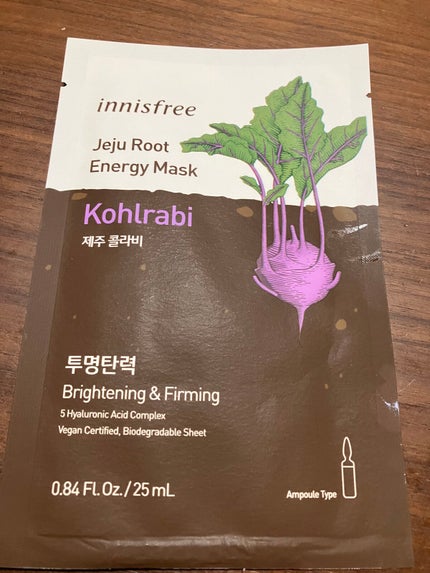 innisfree
Jeju Root
Energy Mask
Kohlrabi
제주 콜라비
투명탄력
Brightening & Firming
5 Hyaluronic Acid Complex
Vegan Certified, Biodegradable Sheet
0.84 Fl. Oz. / 25 mL
Ampoule Type